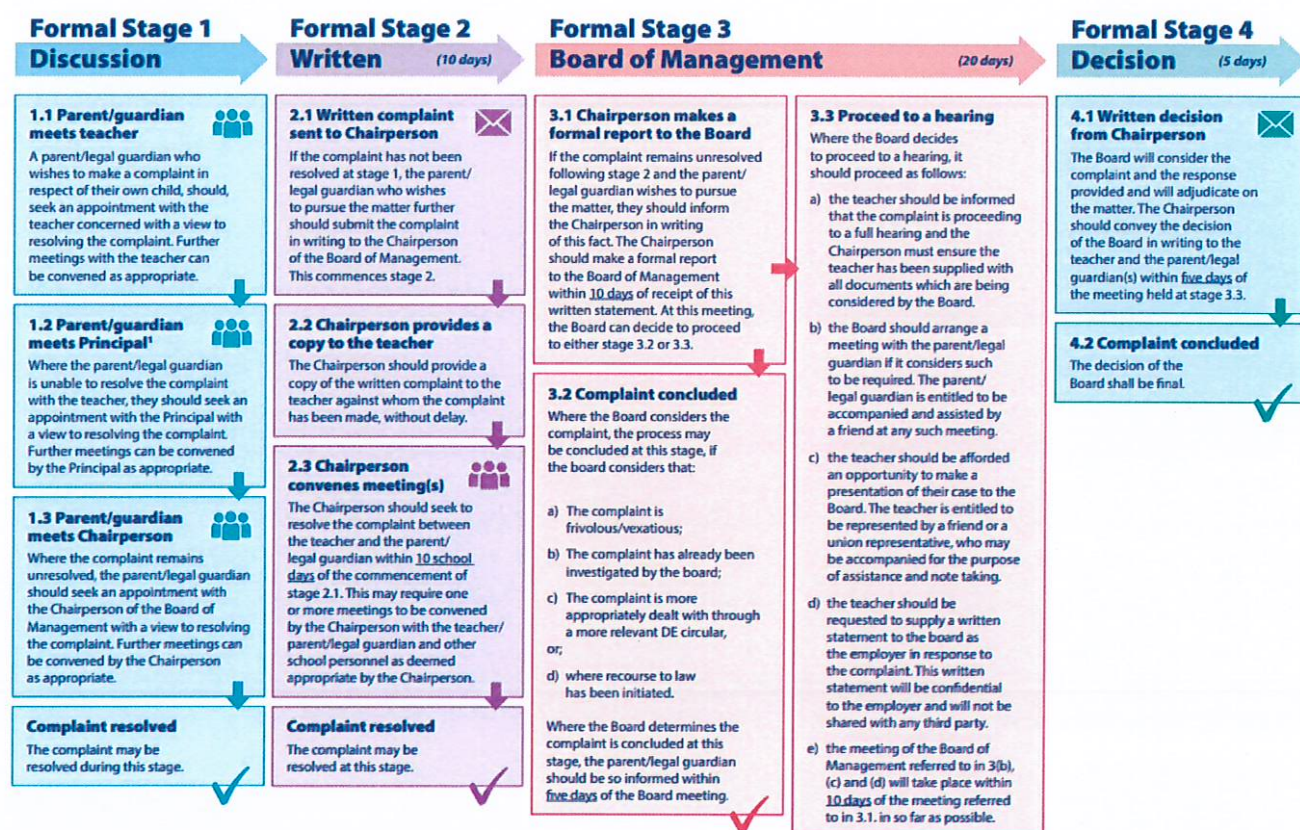 Formal Stage 1
Discussion
1.1 Parent/guardian
meets teacher
A parent/legal guardian who
wishes to make a complaint in
respect of their own child, should,
seek an appointment with the
teacher concerned with a view to
resolving the complaint. Further
meetings with the teacher can
be convened as appropriate.
1.2 Parent/guardian
meets Principal¹
Where the parent/legal guardian
is unable to resolve the complaint
with the teacher, they should seek an
appointment with the Principal with
a view to resolving the complaint.
Further meetings can be convened
by the Principal as appropriate.
1.3 Parent/guardian
meets Chairperson
Where the complaint remains
unresolved, the parent/legal guardian
should seek an appointment with
the Chairperson of the Board of
Management with a view to resolving
the complaint. Further meetings can
be convened by the Chairperson
as appropriate.
Complaint resolved
The complaint may be
resolved during this stage.
Formal Stage 2
Written (10 days)
2.1 Written complaint
sent to Chairperson
If the complaint has not been
resolved at stage 1, the parent/
legal guardian who wishes
to pursue the matter further
should submit the complaint
in writing to the Chairperson
of the Board of Management.
This commences stage 2.
2.2 Chairperson provides a
copy to the teacher
The Chairperson should provide a
copy of the written complaint to the
teacher against whom the complaint
has been made, without delay.
2.3 Chairperson
convenes meeting(s)
The Chairperson should seek to
resolve the complaint between
the teacher and the parent/
legal guardian within 10 school
days of the commencement of
stage 2.1. This may require one
or more meetings to be convened
by the Chairperson with the teacher/
parent/legal guardian and other
school personnel as deemed
appropriate by the Chairperson.
Complaint resolved
The complaint may be
resolved at this stage.
Formal Stage 3
Board of Management (20 days)
3.1 Chairperson makes a
formal report to the Board
If the complaint remains unresolved
following stage 2 and the parent/
legal guardian wishes to pursue
the matter, they should inform
the Chairperson in writing
of this fact. The Chairperson
should make a formal report
to the Board of Management
within 10 days of receipt of this
written statement. At this meeting,
the Board can decide to proceed
to either stage 3.2 or 3.3.
3.2 Complaint concluded
Where the Board considers the
complaint, the process may
be concluded at this stage, if
the board considers that:
a) The complaint is
frivolous/vexatious;
b) The complaint has already been
investigated by the board;
c) The complaint is more
appropriately dealt with through
a more relevant DE circular,
or;
d) where recourse to law
has been initiated.
Where the Board determines the
complaint is concluded at this
stage, the parent/legal guardian
should be so informed within
five days of the Board meeting.
3.3 Proceed to a hearing
Where the Board decides
to proceed to a hearing, it
should proceed as follows:
a) the teacher should be informed
that the complaint is proceeding
to a full hearing and the
Chairperson must ensure the
teacher has been supplied with
all documents which are being
considered by the Board.
b) the Board should arrange a
meeting with the parent/legal
guardian if it considers such
to be required. The parent/
legal guardian is entitled to be
accompanied and assisted by
a friend at any such meeting.
c) the teacher should be afforded
an opportunity to make a
presentation of their case to the
Board. The teacher is entitled to
be represented by a friend or a
union representative, who may
be accompanied for the purpose
of assistance and note taking.
d) the teacher should be
requested to supply a written
statement to the board as
the employer in response to
the complaint. This written
statement will be confidential
to the employer and will not be
shared with any third party.
e) the meeting of the Board of
Management referred to in 3(b),
(c) and (d) will take place within
10 days of the meeting referred
to in 3.1. in so far as possible.
Formal Stage 4
Decision (5 days)
4.1 Written decision
from Chairperson
The Board will consider the
complaint and the response
provided and will adjudicate on
the matter. The Chairperson
should convey the decision
of the Board in writing to the
teacher and the parent/legal
guardian(s) within five days of
the meeting held at stage 3.3.
4.2 Complaint concluded
The decision of the
Board shall be final.